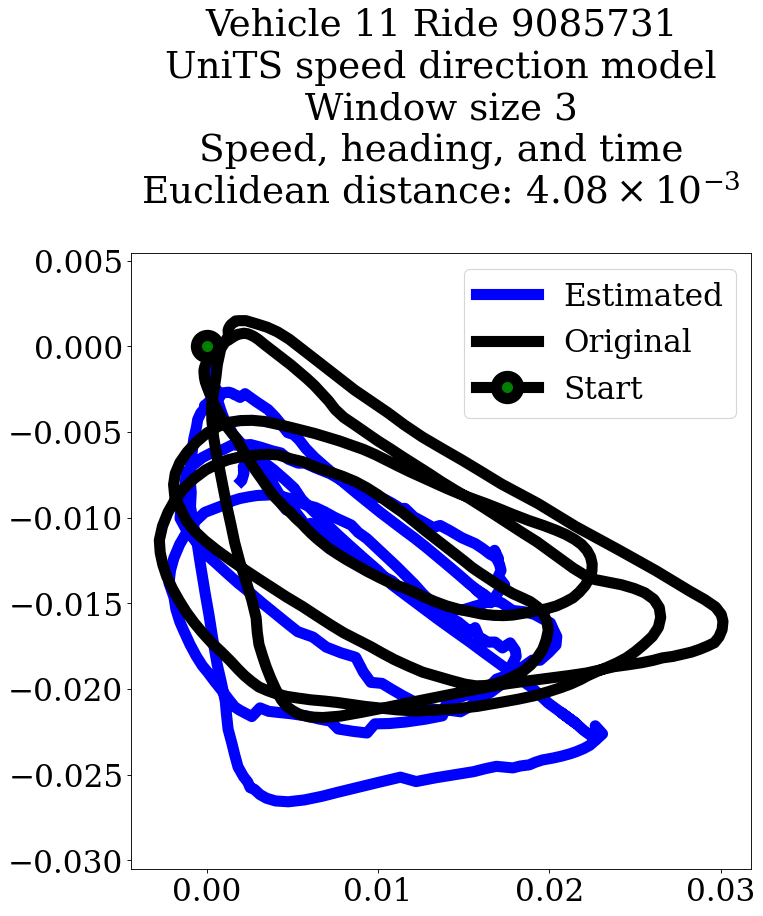 Vehicle 11 Ride 9085731
UniTS speed direction model
Window size 3
Speed, heading, and time
Euclidean distance: 4.08 × 10⁻³
Estimated
Original
Start
0.005
0.000
−0.005
−0.010
−0.015
−0.020
−0.025
−0.030
0.00 0.01 0.02 0.03